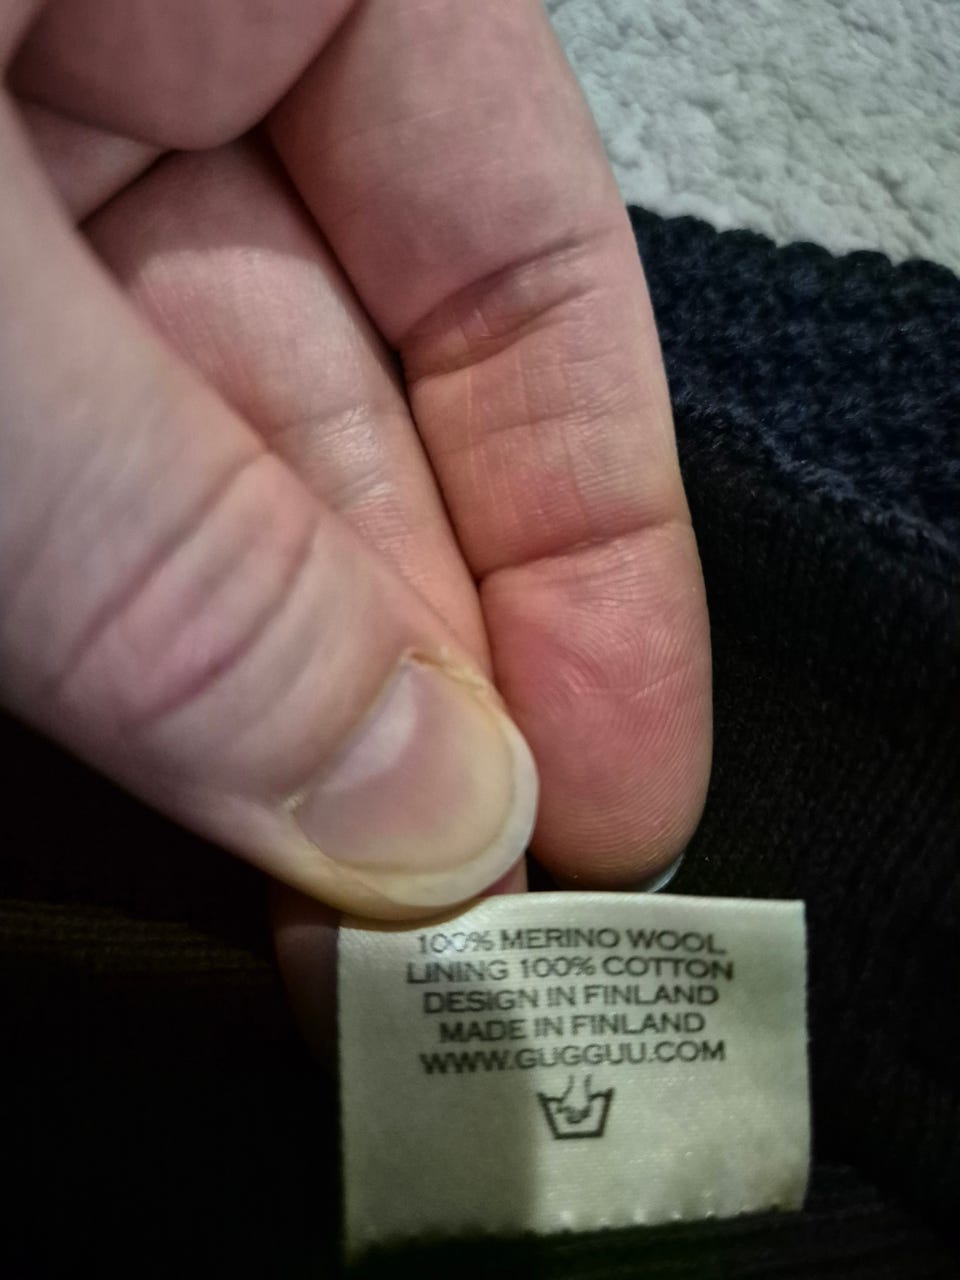 100% MERINO WOOL
LINING 100% COTTON
DESIGN IN FINLAND
MADE IN FINLAND
WWW.GUGGUU.COM